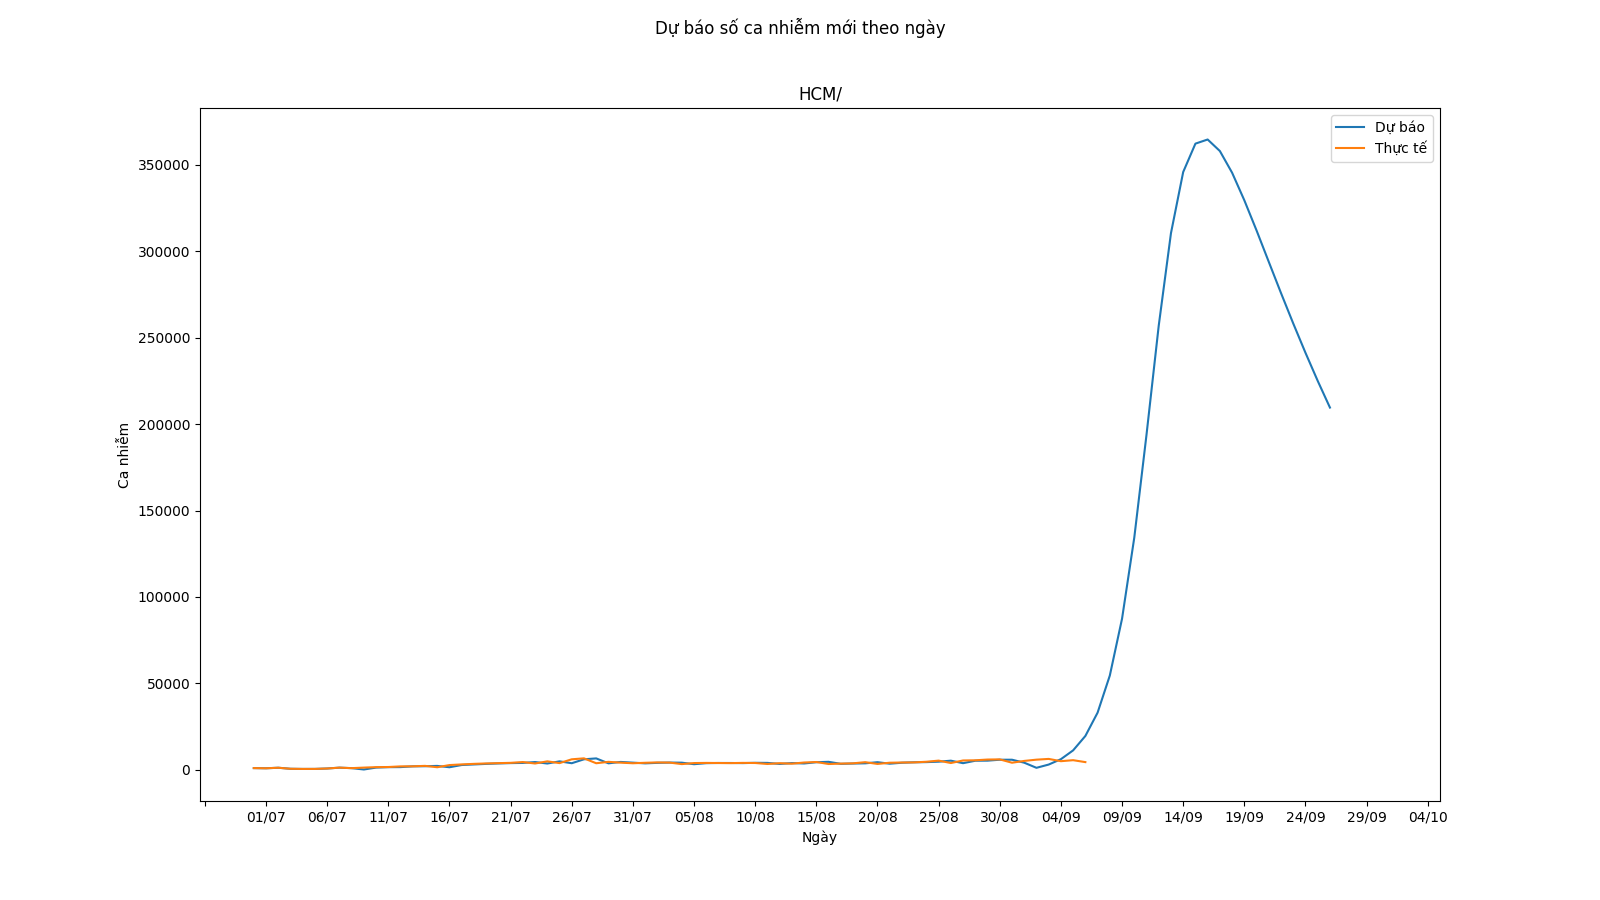 Dự báo số ca nhiễm mới theo ngày
HCM/
Dự báo
Thực tế
350000
300000
250000
200000
150000
100000
50000
0
Ca nhiễm
01/07 06/07 11/07 16/07 21/07 26/07 31/07 05/08 10/08 15/08 20/08 25/08 30/08 04/09 09/09 14/09 19/09 24/09 29/09 04/10
Ngày